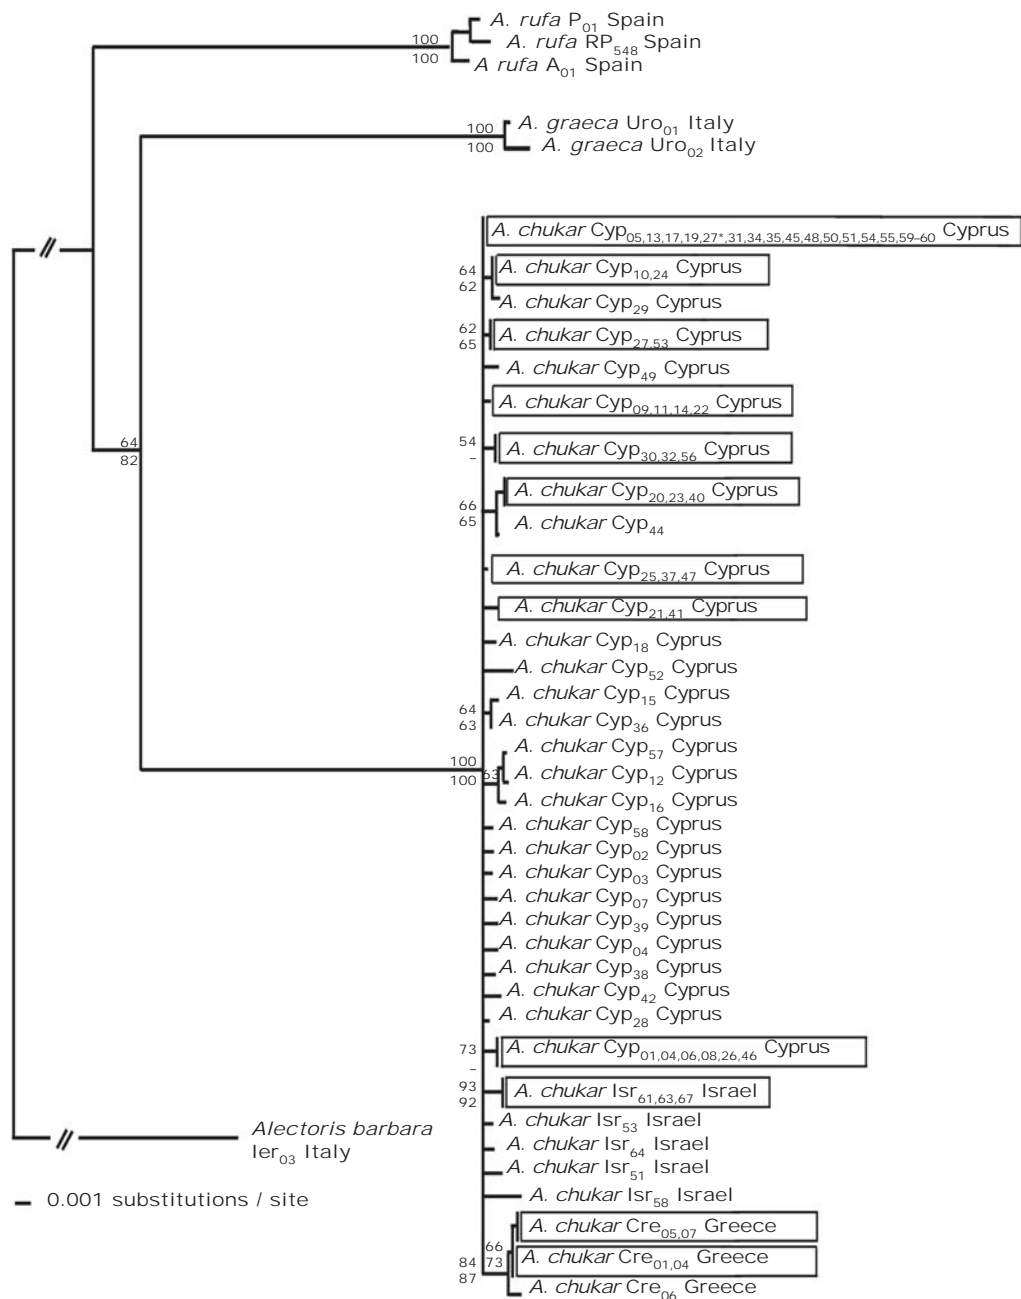 A. rufa P01 Spain
100
A. rufa RP548 Spain
100
A rufa A01 Spain
100
A. graeca Uro01 Italy
100
A. graeca Uro02 Italy
A. chukar Cyp05,13,17,19,27*,31,34,35,45,48,50,51,54,55,59–60 Cyprus
64
A. chukar Cyp10,24 Cyprus
62
A. chukar Cyp29 Cyprus
62
A. chukar Cyp27,53 Cyprus
65
A. chukar Cyp49 Cyprus
A. chukar Cyp09,11,14,22 Cyprus
64
82
54
A. chukar Cyp30,32,56 Cyprus
–
A. chukar Cyp20,23,40 Cyprus
66
65
A. chukar Cyp44
A. chukar Cyp25,37,47 Cyprus
A. chukar Cyp21,41 Cyprus
A. chukar Cyp18 Cyprus
A. chukar Cyp52 Cyprus
A. chukar Cyp15 Cyprus
64
63
A. chukar Cyp36 Cyprus
A. chukar Cyp57 Cyprus
100
63
A. chukar Cyp12 Cyprus
100
A. chukar Cyp16 Cyprus
A. chukar Cyp58 Cyprus
A. chukar Cyp02 Cyprus
A. chukar Cyp03 Cyprus
A. chukar Cyp07 Cyprus
A. chukar Cyp39 Cyprus
A. chukar Cyp04 Cyprus
A. chukar Cyp38 Cyprus
A. chukar Cyp42 Cyprus
A. chukar Cyp28 Cyprus
73
A. chukar Cyp01,04,06,08,26,46 Cyprus
–
93
A. chukar Isr61,63,67 Israel
92
A. chukar Isr53 Israel
Alectoris barbara
Ier03 Italy
A. chukar Isr64 Israel
A. chukar Isr51 Israel
A. chukar Isr58 Israel
0.001 substitutions / site
A. chukar Cre05,07 Greece
66
73
A. chukar Cre01,04 Greece
84
87
A. chukar Cre06 Greece